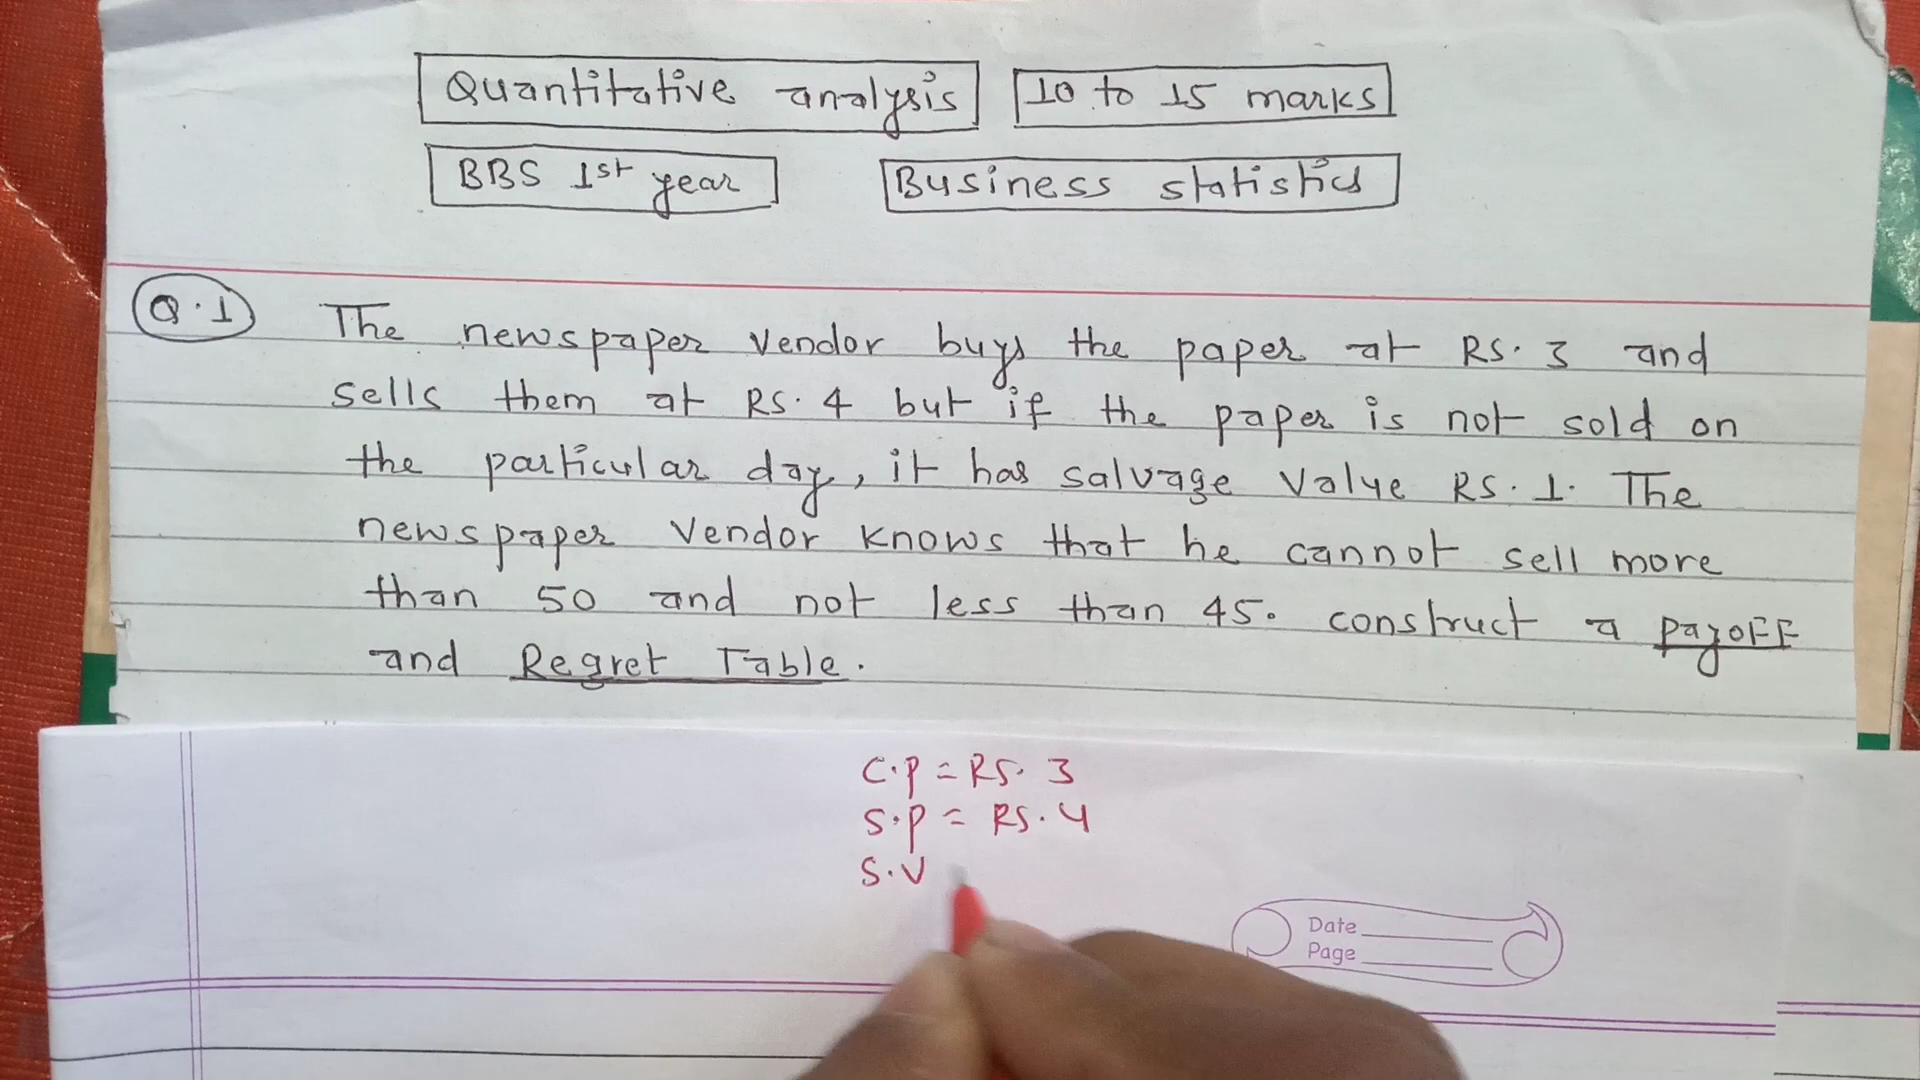 Quantitative analysis 10 to 15 marks
BBS 1st year Business statistics
Q.1 The newspaper vendor buys the paper at RS. 3 and
sells them at RS. 4 but if the paper is not sold on
the particular day, it has salvage value RS. 1. The
newspaper vendor knows that he cannot sell more
than 50 and not less than 45. construct a payoFF
and Regret Table.
C.P = RS. 3
S.P = RS. 4
S.V
Date
Page